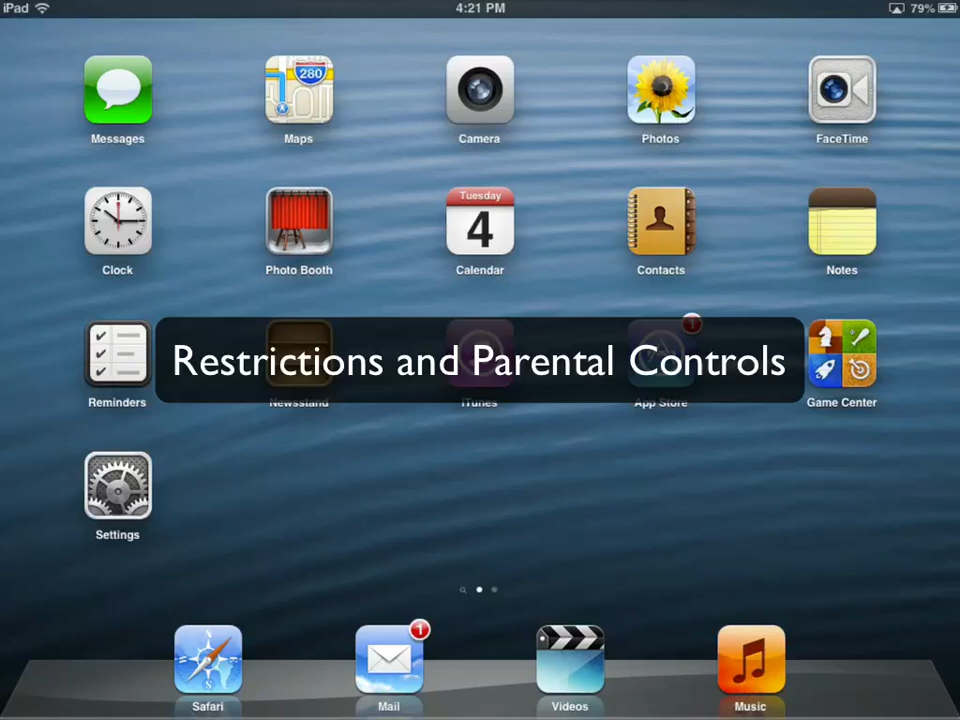 iPad 4:21 PM 79%
Messages Maps Camera Photos FaceTime
280
Clock Photo Booth Calendar Contacts Notes
Tuesday
4
Restrictions and Parental Controls
1
Reminders Newsstand iTunes App Store Game Center
Settings
1
Safari Mail Videos Music